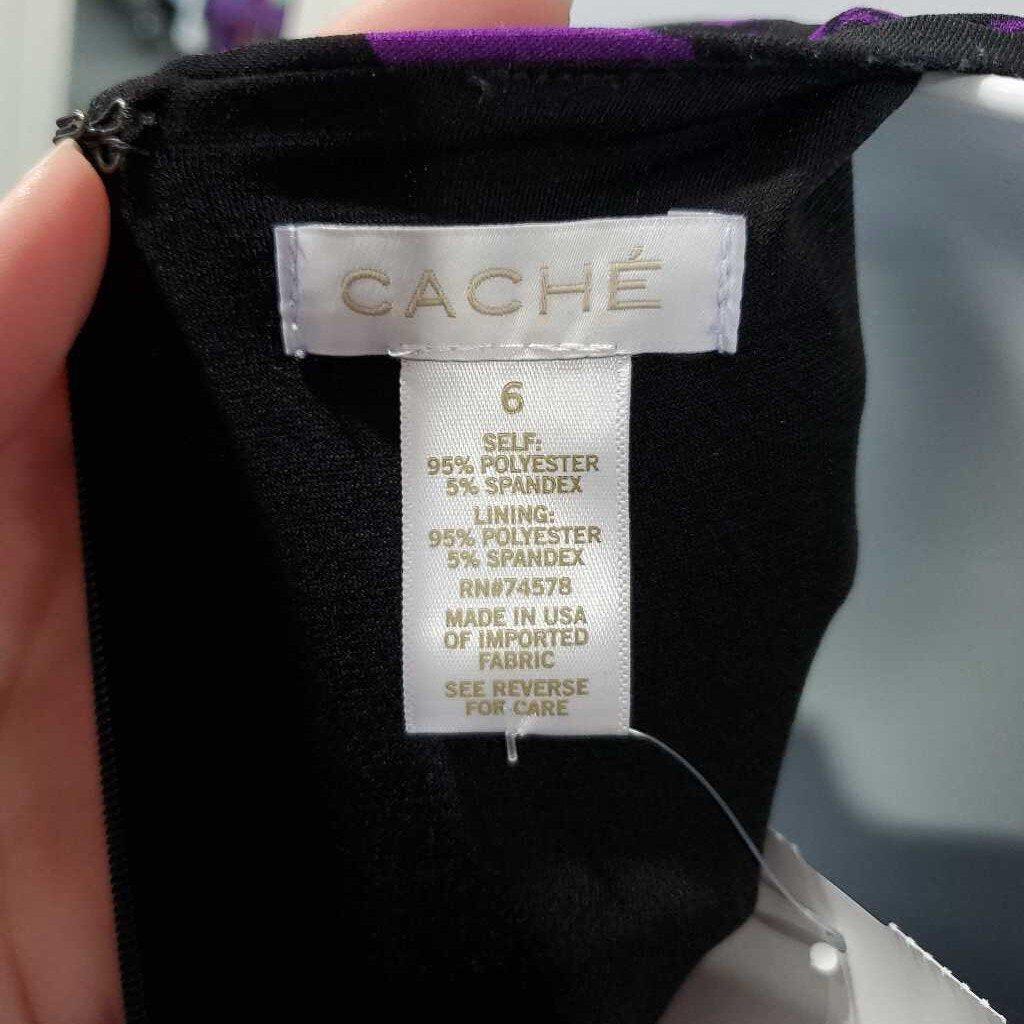 CACHÉ
6
SELF:
95% POLYESTER
5% SPANDEX
LINING:
95% POLYESTER
5% SPANDEX
RN#74578
MADE IN USA
OF IMPORTED
FABRIC
SEE REVERSE
FOR CARE